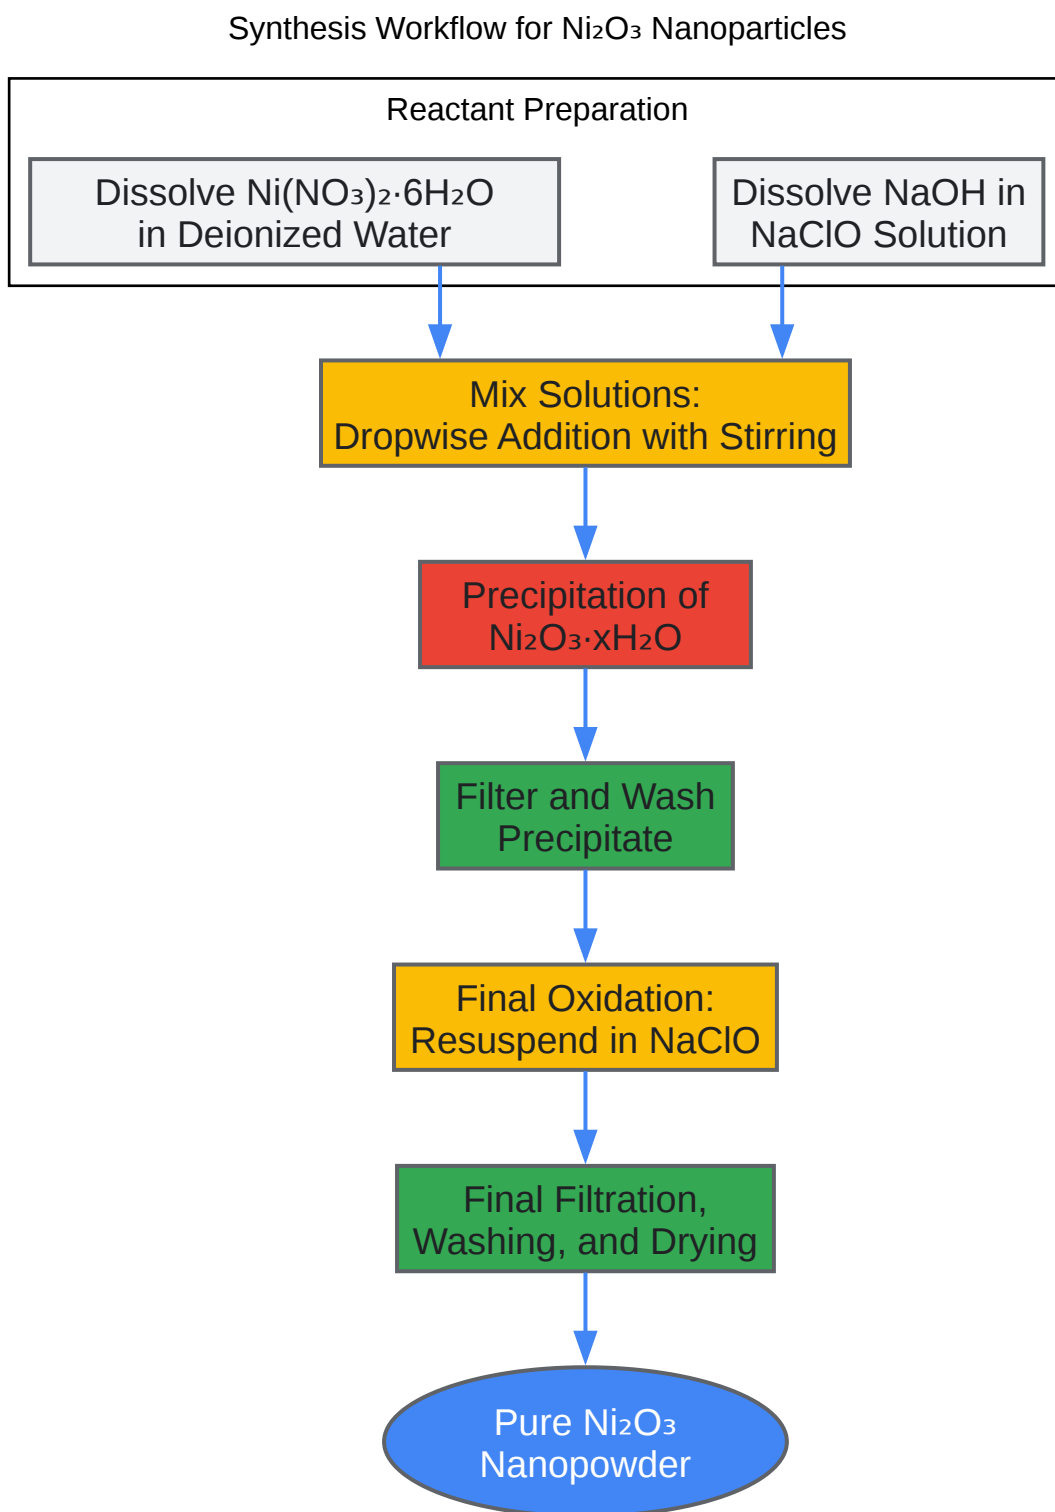 Synthesis Workflow for Ni₂O₃ Nanoparticles
Reactant Preparation
Dissolve Ni(NO₃)₂·6H₂O
in Deionized Water
Dissolve NaOH in
NaClO Solution
Mix Solutions:
Dropwise Addition with Stirring
Precipitation of
Ni₂O₃·xH₂O
Filter and Wash
Precipitate
Final Oxidation:
Resuspend in NaClO
Final Filtration,
Washing, and Drying
Pure Ni₂O₃
Nanopowder